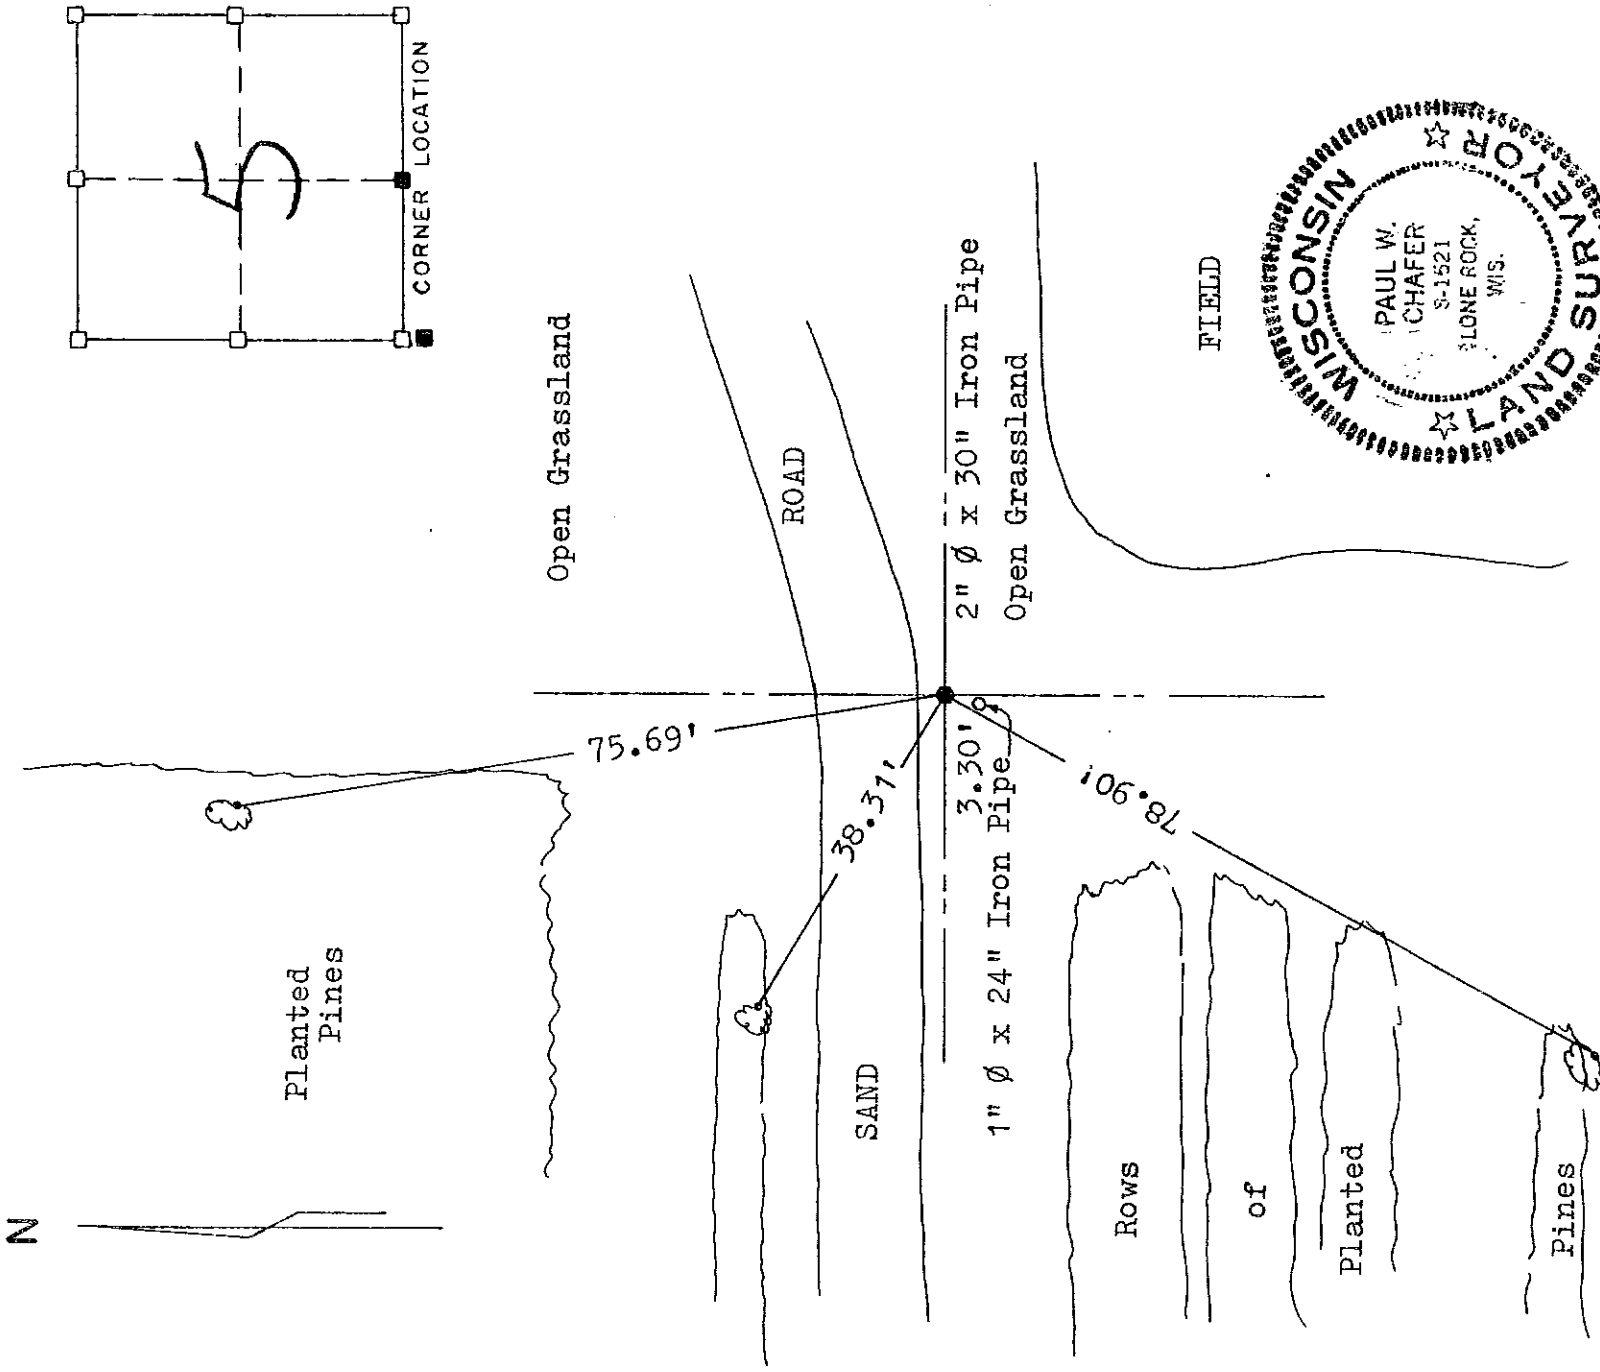 N
5
CORNER LOCATION
Planted
Pines
Open Grassland
75.69'
38.31'
ROAD
SAND
2" Ø x 30" Iron Pipe
Open Grassland
3.30'
1" Ø x 24" Iron Pipe
78.90'
FIELD
Rows
of
Planted
Pines
WISCONSIN
PAUL W.
CHAFER
S-1521
LONE ROCK,
WIS.
LAND SURVEYOR